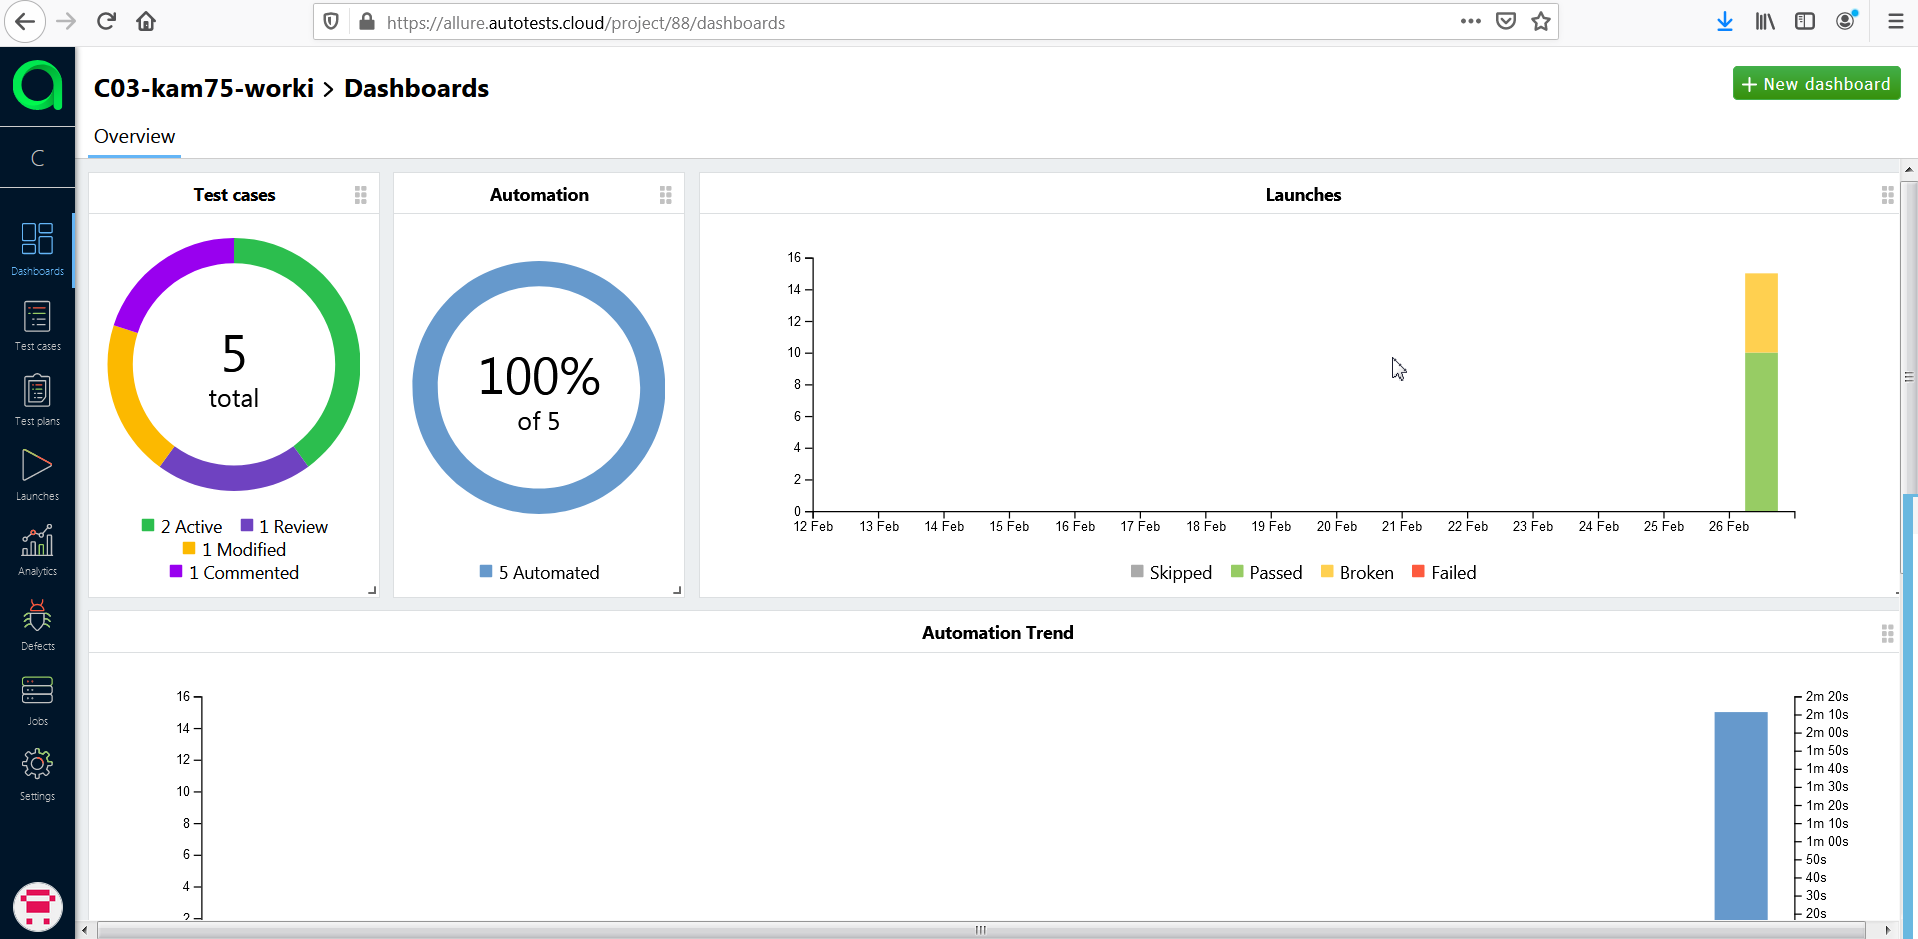 https://allure.autotests.cloud/project/88/dashboards
C03-kam75-worki > Dashboards
+ New dashboard
Overview
C
Dashboards
Test cases
Test plans
Launches
Analytics
Defects
Jobs
Settings
Test cases
5
total
2 Active 1 Review
1 Modified
1 Commented
Automation
100%
of 5
5 Automated
Launches
16
14
12
10
8
6
4
2
0
12 Feb 13 Feb 14 Feb 15 Feb 16 Feb 17 Feb 18 Feb 19 Feb 20 Feb 21 Feb 22 Feb 23 Feb 24 Feb 25 Feb 26 Feb
Skipped Passed Broken Failed
Automation Trend
16
14
12
10
8
6
4
2
2m 20s
2m 10s
2m 00s
1m 50s
1m 40s
1m 30s
1m 20s
1m 10s
1m 00s
50s
40s
30s
20s